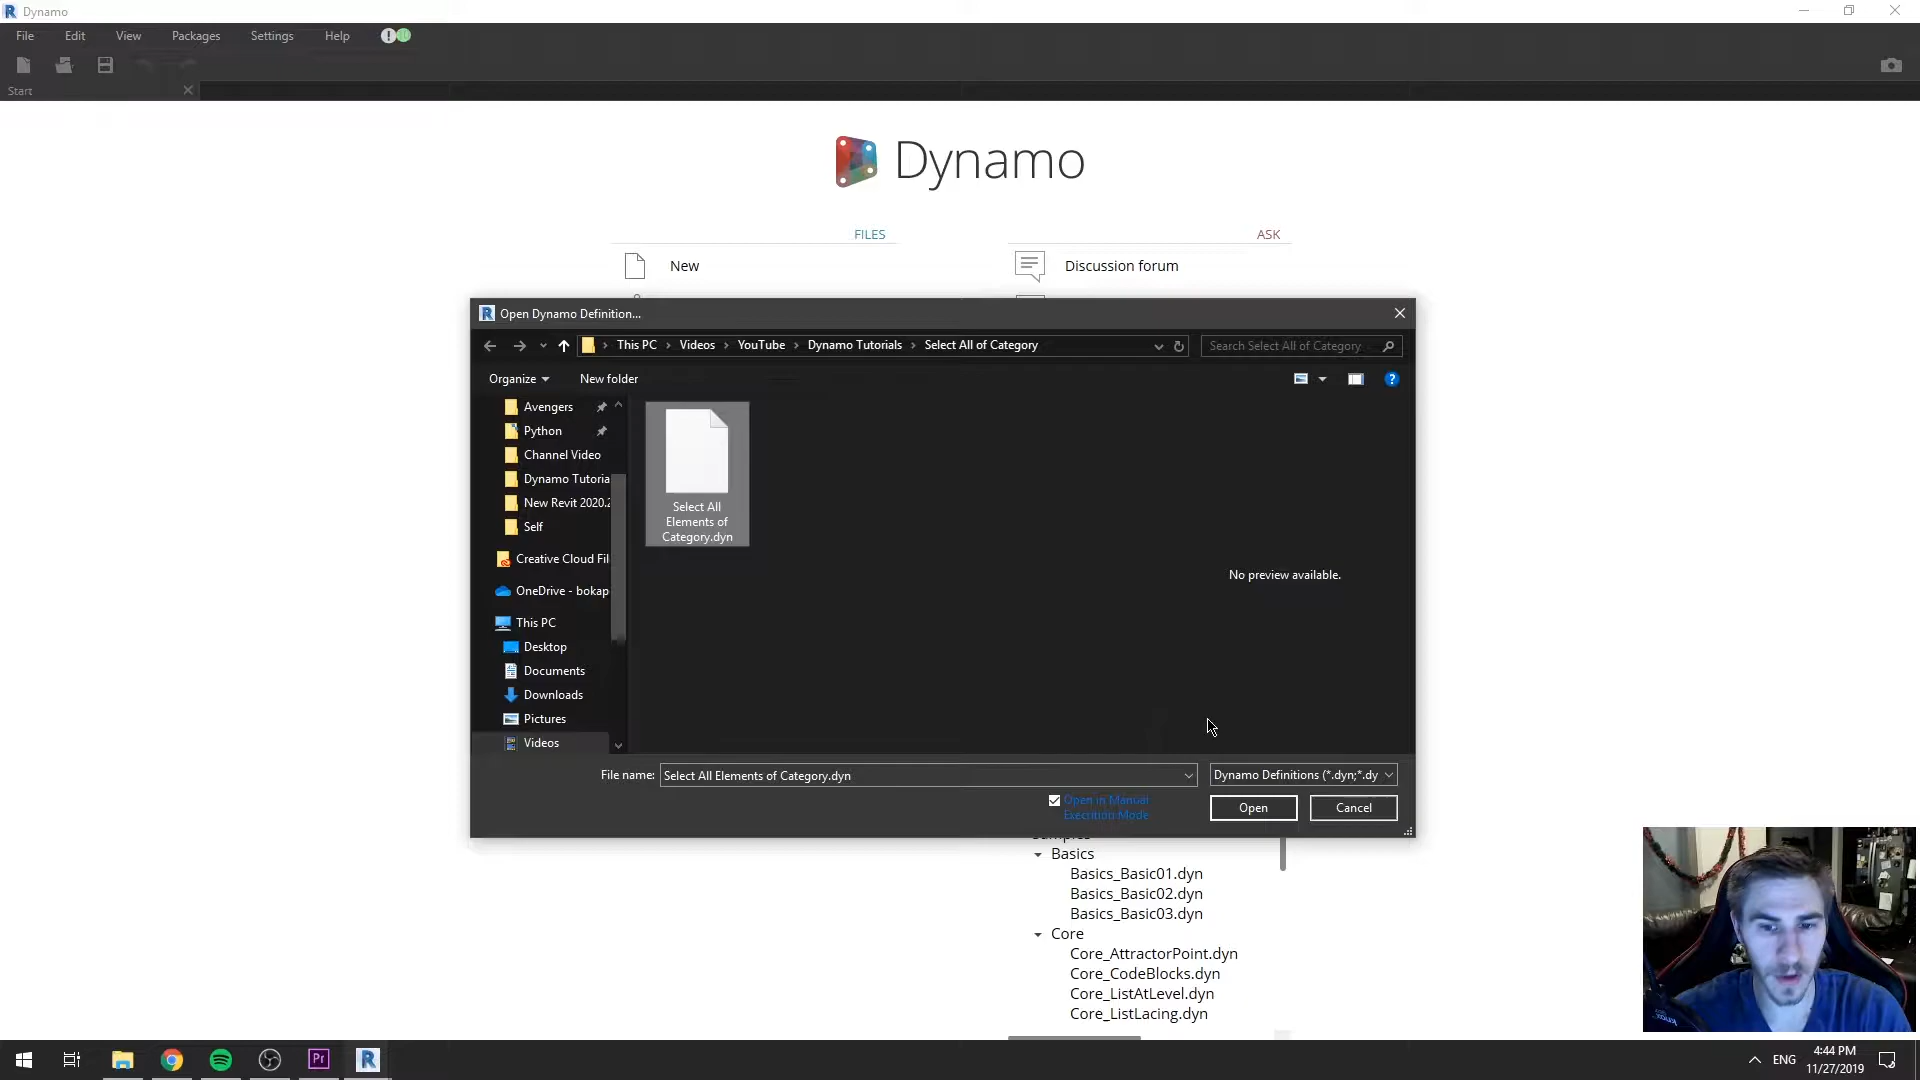 Dynamo
File Edit View Packages Settings Help
Start
Dynamo
FILES ASK
New Discussion forum
Open Dynamo Definition...
This PC Videos YouTube Dynamo Tutorials Select All of Category Search Select All of Category
Organize New folder
Avengers
Python
Channel Video
Dynamo Tutoria
New Revit 2020.2
Self
Creative Cloud Fil
OneDrive - bokap
This PC
Desktop
Documents
Downloads
Pictures
Videos
Select All
Elements of
Category.dyn
No preview available.
File name: Select All Elements of Category.dyn Dynamo Definitions (*.dyn;*.dy
Open in Manual
Execution Mode
Open Cancel
Basics
Basics_Basic01.dyn
Basics_Basic02.dyn
Basics_Basic03.dyn
Core
Core_AttractorPoint.dyn
Core_CodeBlocks.dyn
Core_ListAtLevel.dyn
Core_ListLacing.dyn
ENG
4:44 PM
11/27/2019